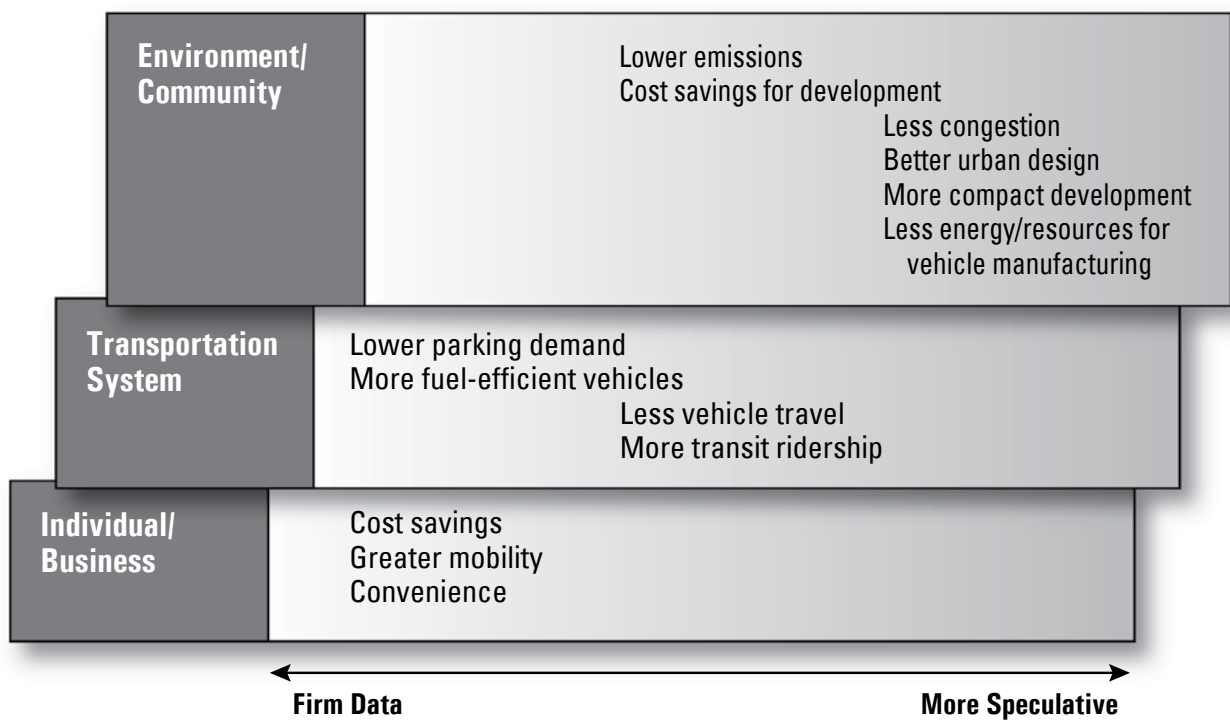 Environment/
Community
Lower emissions
Cost savings for development
Less congestion
Better urban design
More compact development
Less energy/resources for
vehicle manufacturing
Transportation
System
Lower parking demand
More fuel-efficient vehicles
Less vehicle travel
More transit ridership
Individual/
Business
Cost savings
Greater mobility
Convenience
Firm Data
More Speculative